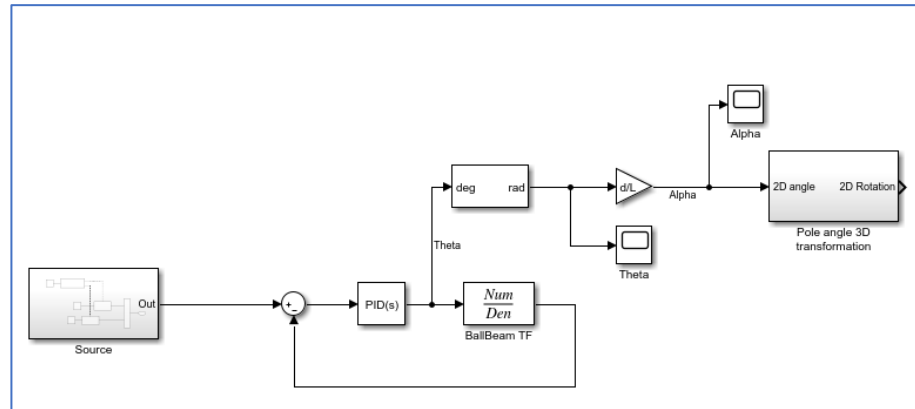 Alpha
deg
rad
d/L
Alpha
2D angle
2D Rotation
Pole angle 3D
transformation
Theta
Theta
Out
Source
+
-
PID(s)
Num
Den
BallBeam TF